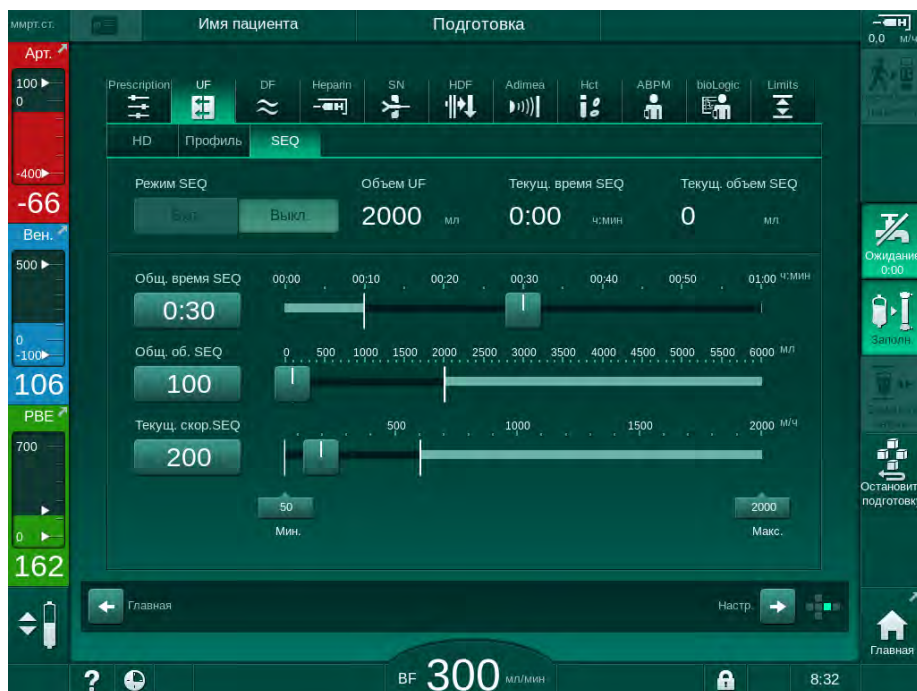 ммрт.ст.
Имя пациента
Подготовка
0,0 м/ч
Арт.
100
0
-400
-66
Вен.
500
0
-100
106
PBE
700
0
162
Prescription
UF
DF
Heparin
SN
HDF
Adimea
Hct
ABPM
bioLogic
Limits
HD
Профиль
SEQ
Режим SEQ
Объем UF
Текущ. время SEQ
Текущ. объем SEQ
Вкл.
Выкл.
2000 мл
0:00 ч:мин
0 мл
Общ. время SEQ
00:00 00:10 00:20 00:30 00:40 00:50 01:00 ч:мин
0:30
Общ. об. SEQ
0 500 1000 1500 2000 2500 3000 3500 4000 4500 5000 5500 6000 мл
100
Текущ. скор.SEQ
500 1000 1500 2000 м/ч
200
50
Мин.
2000
Макс.
Ожидание
0:00
Заполн.
Остановит
подготовку
Главная
Настр.
Главная
?
BF 300 мл/мин
8:32